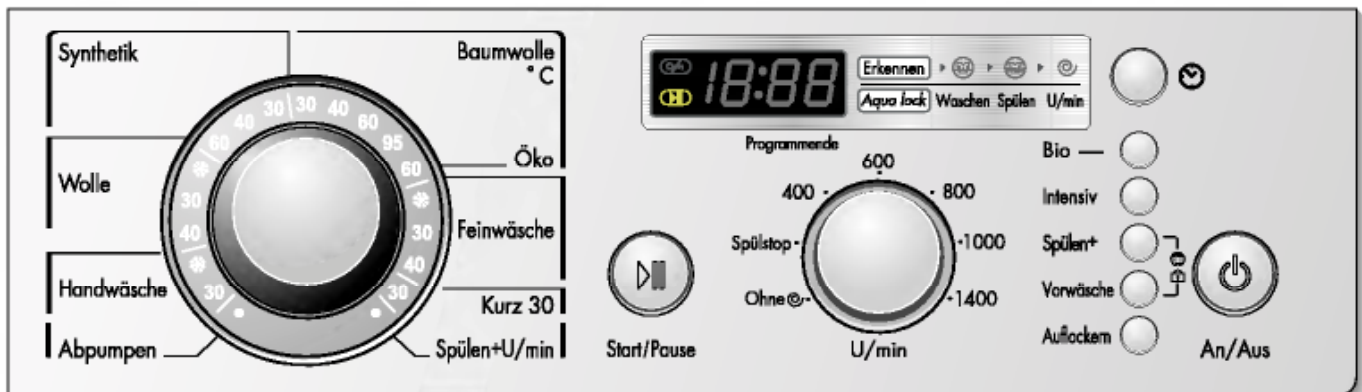 Synthetik
Baumwolle
° C
Öko
Wolle
Feinwäsche
Handwäsche
Kurz 30
Abpumpen
Spülen+U/min
30
40
60
❄
40
30
❄
30
30
40
60
95
60
❄
30
40
30
18:88
Erkennen
Aqua lock Waschen Spülen U/min
Programmende
Start/Pause
Ohne
Spülstop
400
600
800
1000
1400
U/min
Bio
Intensiv
Spülen+
Vorwäsche
Auflockern
An/Aus